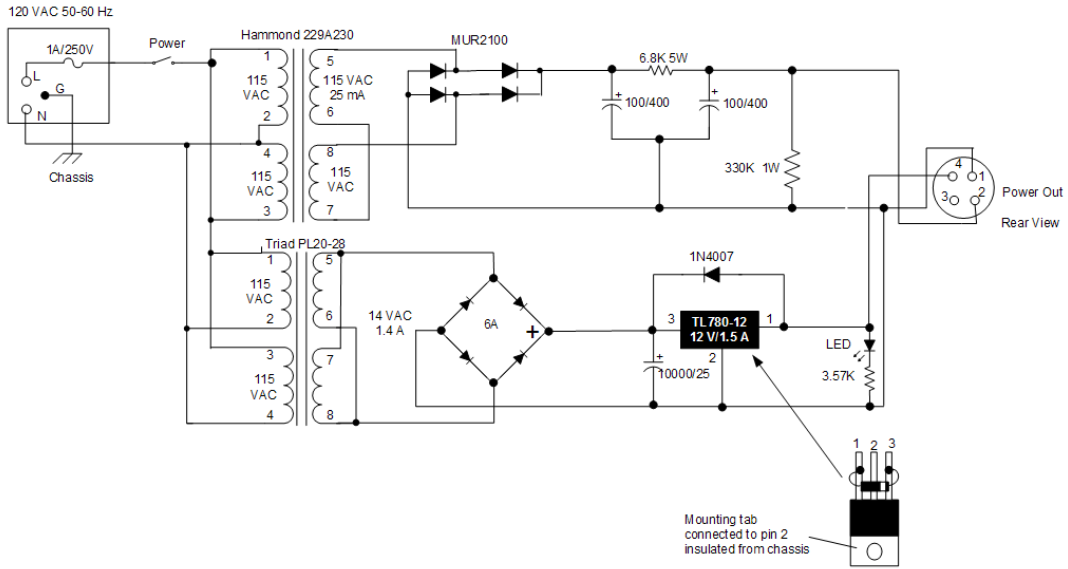 120 VAC 50-60 Hz
1A/250V
Power
L
G
N
Chassis
Hammond 229A230
1
115
VAC
2
4
115
VAC
3
5
115 VAC
25 mA
6
8
115
VAC
7
MUR2100
6.8K 5W
+
100/400
+
100/400
330K 1W
4
1
3
2
Power Out
Rear View
Triad PL20-28
1
115
VAC
2
3
115
VAC
4
5
6
7
8
14 VAC
1.4 A
6A
+
1N4007
3
TL780-12
12 V/1.5 A
1
2
+
10000/25
LED
3.57K
1 2 3
Mounting tab
connected to pin 2
insulated from chassis